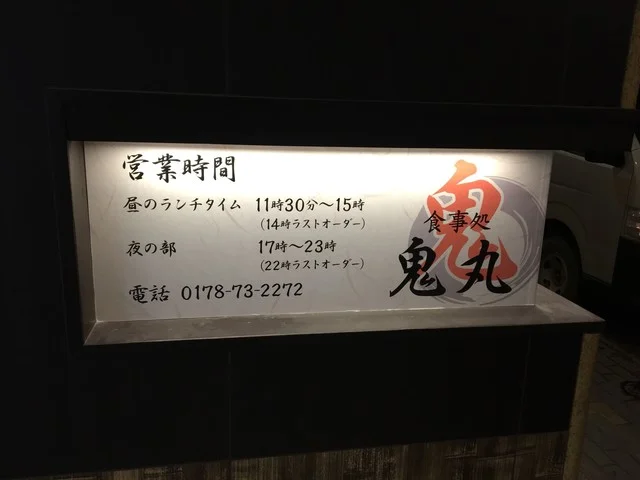 営業時間
昼のランチタイム 11時30分～15時
(14時ラストオーダー)
夜の部 17時～23時
(22時ラストオーダー)
電話 0178-73-2272
鬼
食事処
鬼丸